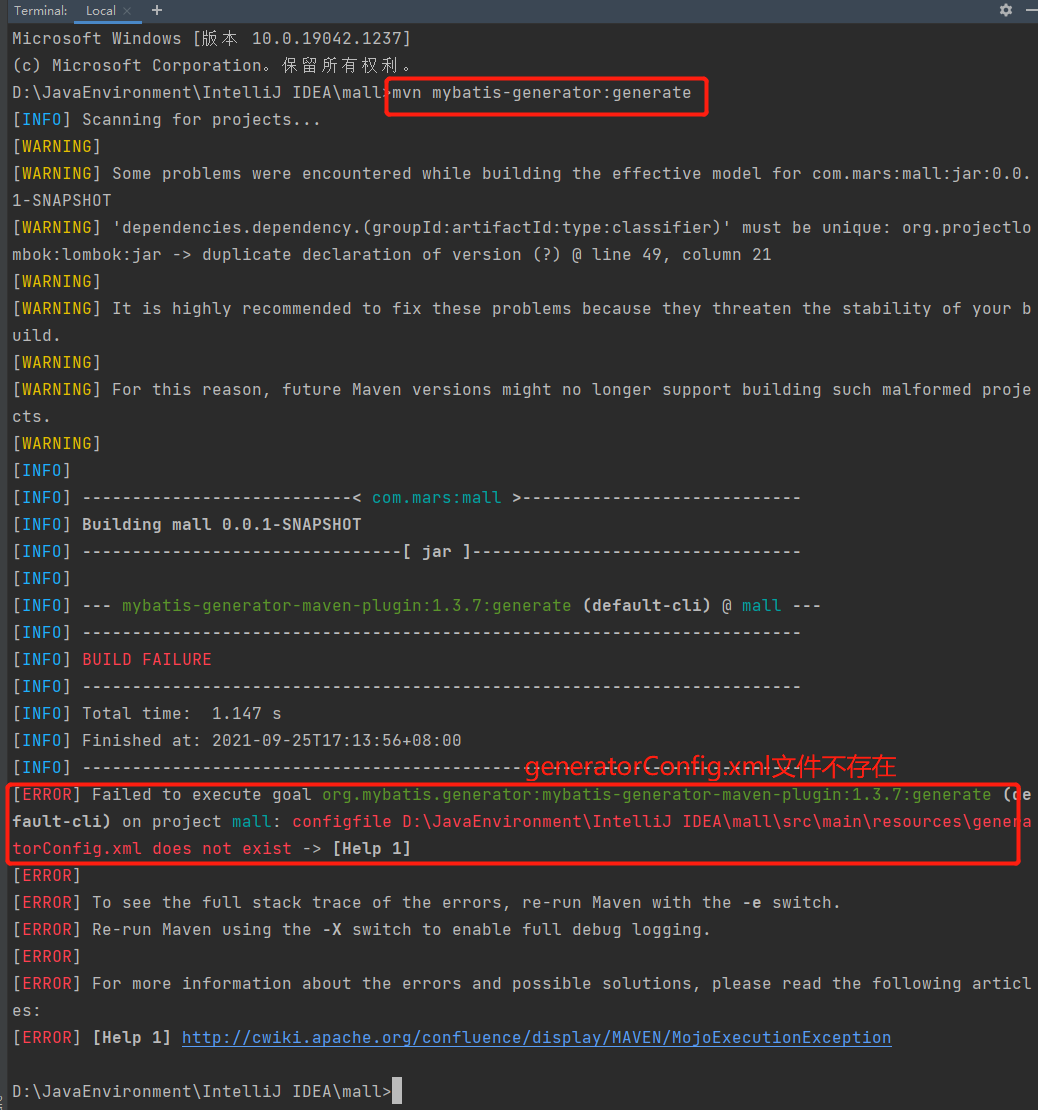 Terminal: Local × +
Microsoft Windows [版本 10.0.19042.1237]
(c) Microsoft Corporation。保留所有权利。
D:\JavaEnvironment\IntelliJ IDEA\mall>mvn mybatis-generator:generate
[INFO] Scanning for projects...
[WARNING]
[WARNING] Some problems were encountered while building the effective model for com.mars:mall:jar:0.0.
1-SNAPSHOT
[WARNING] 'dependencies.dependency.(groupId:artifactId:type:classifier)' must be unique: org.projectlo
mbok:lombok:jar -> duplicate declaration of version (?) @ line 49, column 21
[WARNING]
[WARNING] It is highly recommended to fix these problems because they threaten the stability of your b
uild.
[WARNING]
[WARNING] For this reason, future Maven versions might no longer support building such malformed proje
cts.
[WARNING]
[INFO]
[INFO] ---------------------------< com.mars:mall >----------------------------
[INFO] Building mall 0.0.1-SNAPSHOT
[INFO] --------------------------------[ jar ]---------------------------------
[INFO]
[INFO] --- mybatis-generator-maven-plugin:1.3.7:generate (default-cli) @ mall ---
[INFO] ------------------------------------------------------------------------
[INFO] BUILD FAILURE
[INFO] ------------------------------------------------------------------------
[INFO] Total time:  1.147 s
[INFO] Finished at: 2021-09-25T17:13:56+08:00
[INFO] ------------------------------------------------------------------------
generatorConfig.xml文件不存在
[ERROR] Failed to execute goal org.mybatis.generator:mybatis-generator-maven-plugin:1.3.7:generate (de
fault-cli) on project mall: configfile D:\JavaEnvironment\IntelliJ IDEA\mall\src\main\resources\genera
torConfig.xml does not exist -> [Help 1]
[ERROR]
[ERROR] To see the full stack trace of the errors, re-run Maven with the -e switch.
[ERROR] Re-run Maven using the -X switch to enable full debug logging.
[ERROR]
[ERROR] For more information about the errors and possible solutions, please read the following articl
es:
[ERROR] [Help 1] http://cwiki.apache.org/confluence/display/MAVEN/MojoExecutionException
D:\JavaEnvironment\IntelliJ IDEA\mall>